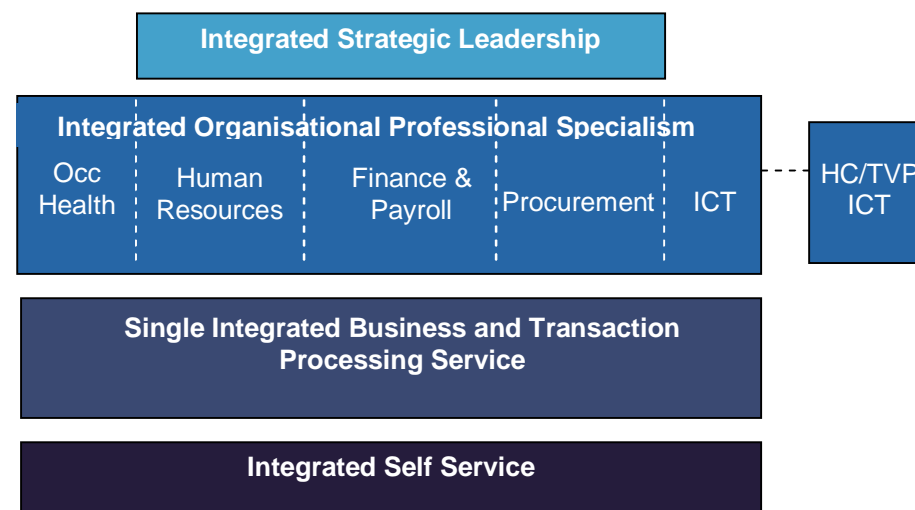 Integrated Strategic Leadership
Integrated Organisational Professional Specialism
Occ
Health
Human
Resources
Finance &
Payroll
Procurement
ICT
HC/TVP
ICT
Single Integrated Business and Transaction
Processing Service
Integrated Self Service